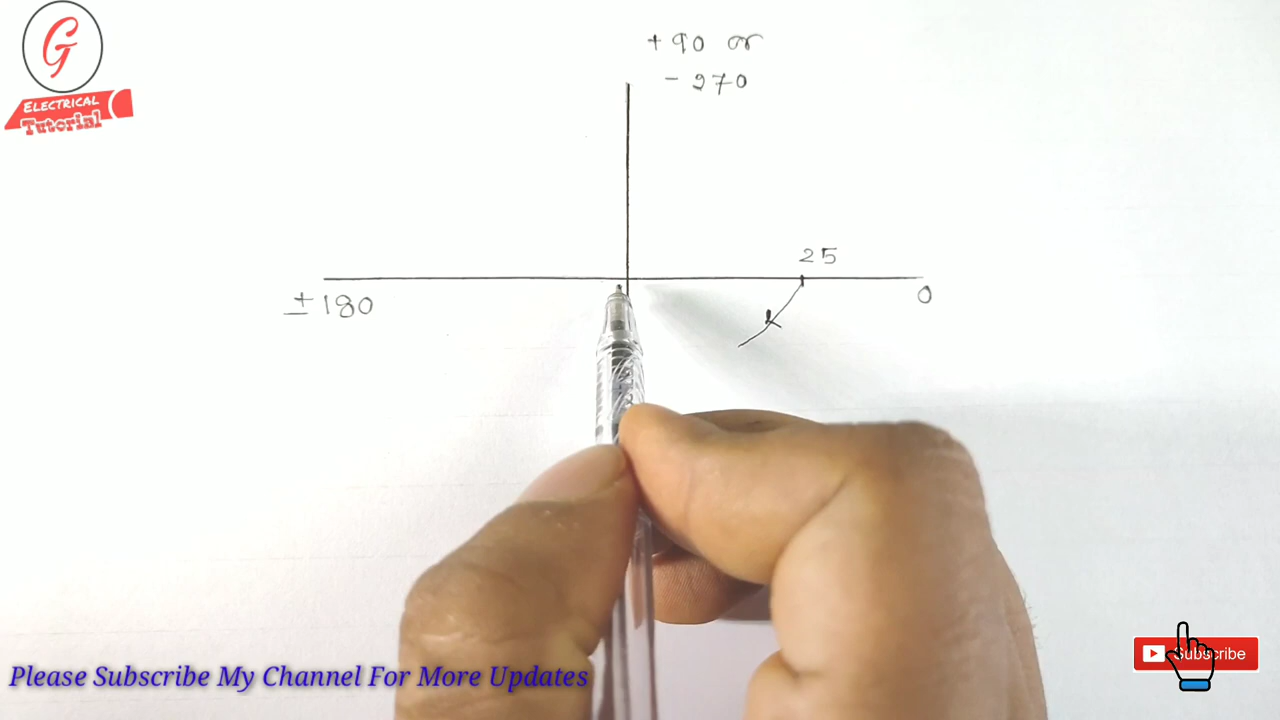 G
ELECTRICAL
Tutorial
+90 or
-270
25
±180
0
Please Subscribe My Channel For More Updates
Subscribe